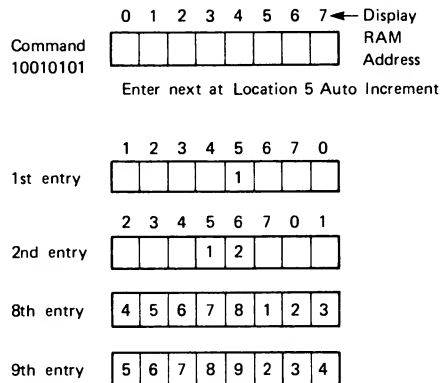 0 1 2 3 4 5 6 7 Display
Command RAM
10010101 Address
Enter next at Location 5 Auto Increment
1 2 3 4 5 6 7 0
1st entry 1
2 3 4 5 6 7 0 1
2nd entry 1 2
8th entry 4 5 6 7 8 1 2 3
9th entry 5 6 7 8 9 2 3 4